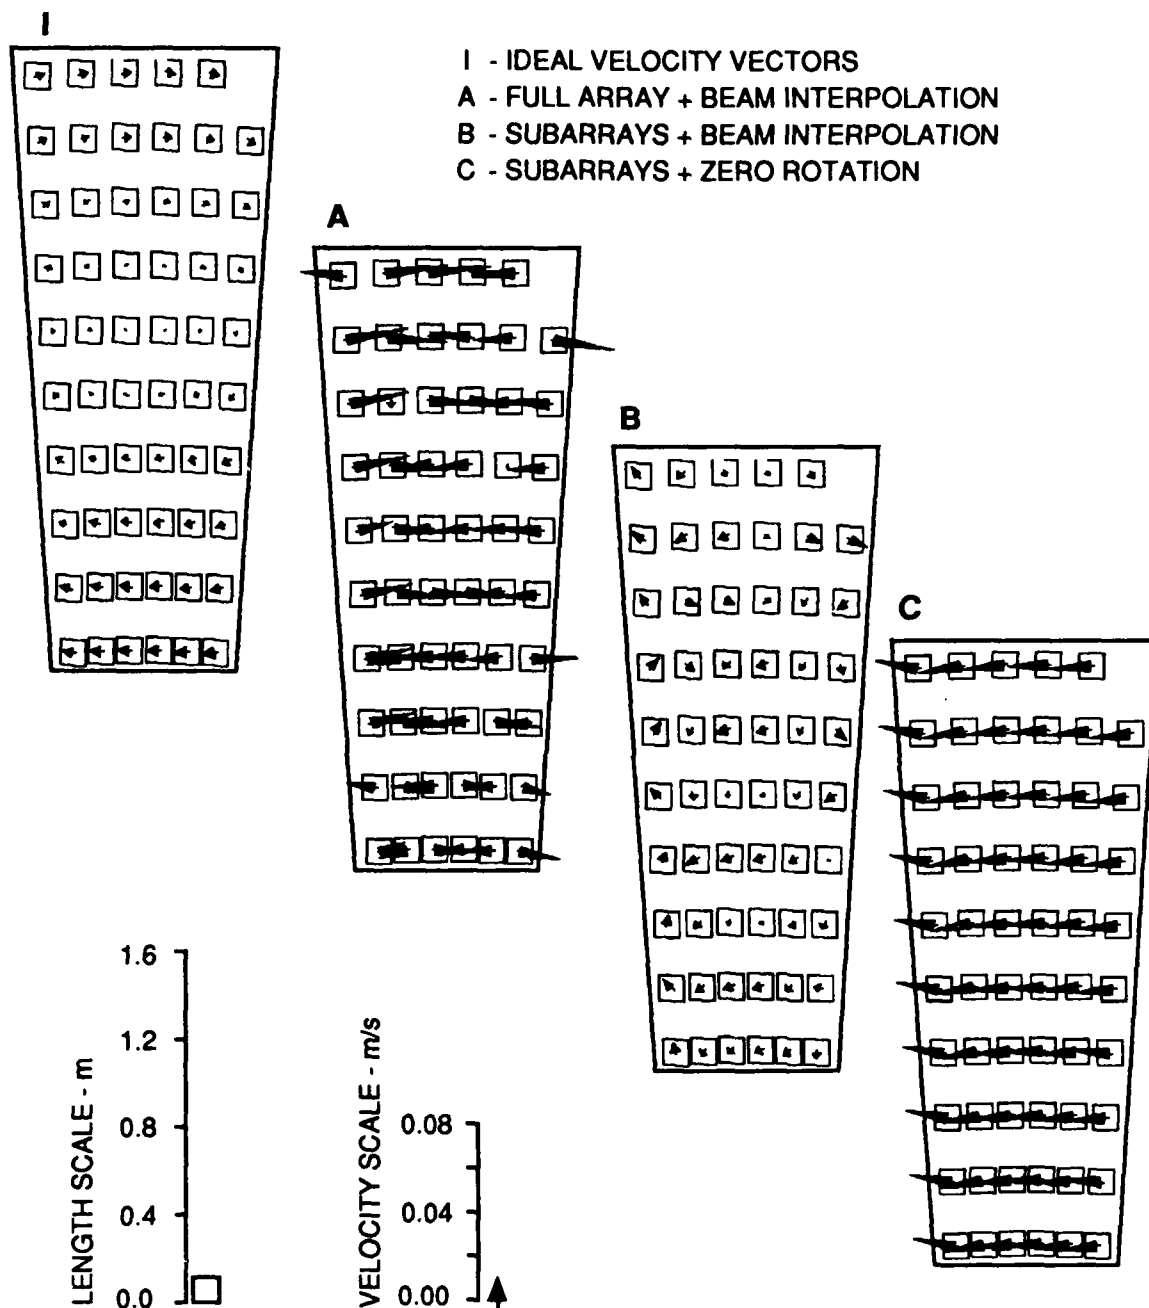 I
I - IDEAL VELOCITY VECTORS
A - FULL ARRAY + BEAM INTERPOLATION
B - SUBARRAYS + BEAM INTERPOLATION
C - SUBARRAYS + ZERO ROTATION
A
B
C
LENGTH SCALE - m
1.6
1.2
0.8
0.4
0.0
VELOCITY SCALE - m/s
0.08
0.04
0.00